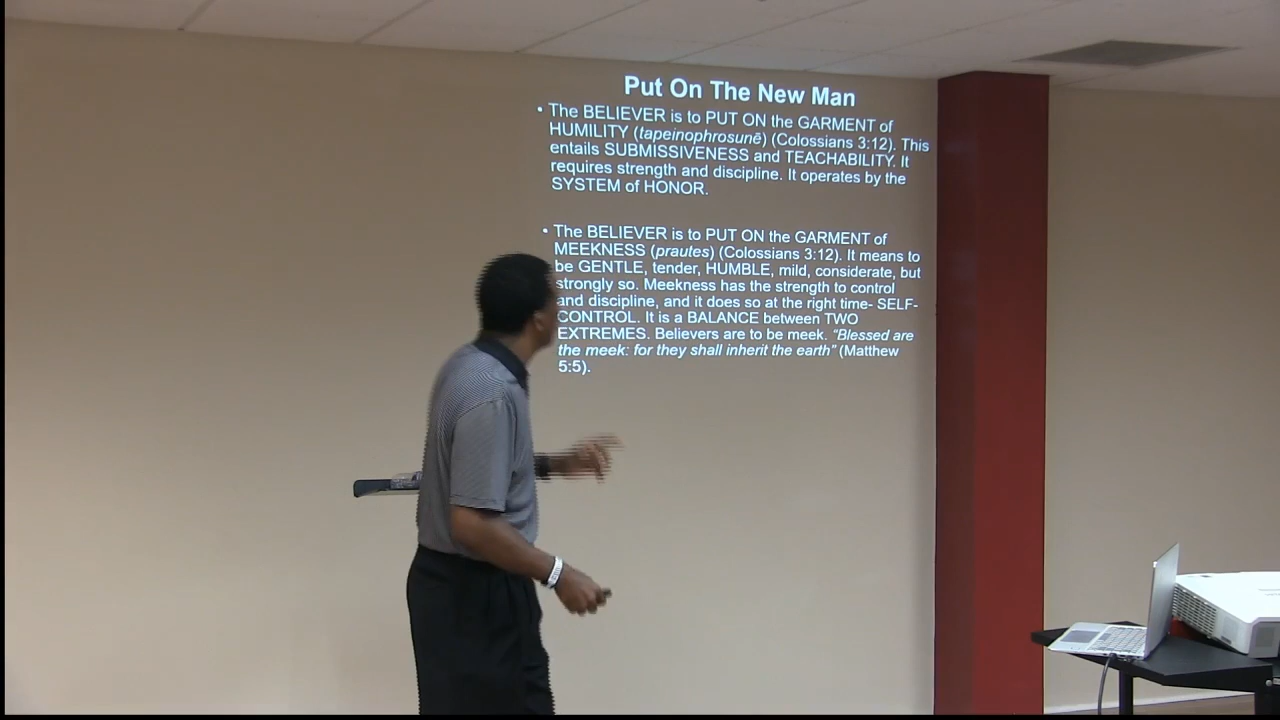 Put On The New Man
• The BELIEVER is to PUT ON the GARMENT of
HUMILITY (tapeinophrosunē) (Colossians 3:12). This
entails SUBMISSIVENESS and TEACHABILITY. It
requires strength and discipline. It operates by the
SYSTEM of HONOR.
• The BELIEVER is to PUT ON the GARMENT of
MEEKNESS (prautes) (Colossians 3:12). It means to
be GENTLE, tender, HUMBLE, mild, considerate, but
strongly so. Meekness has the strength to control
and discipline, and it does so at the right time- SELF-
CONTROL. It is a BALANCE between TWO
EXTREMES. Believers are to be meek. “Blessed are
the meek: for they shall inherit the earth” (Matthew
5:5).